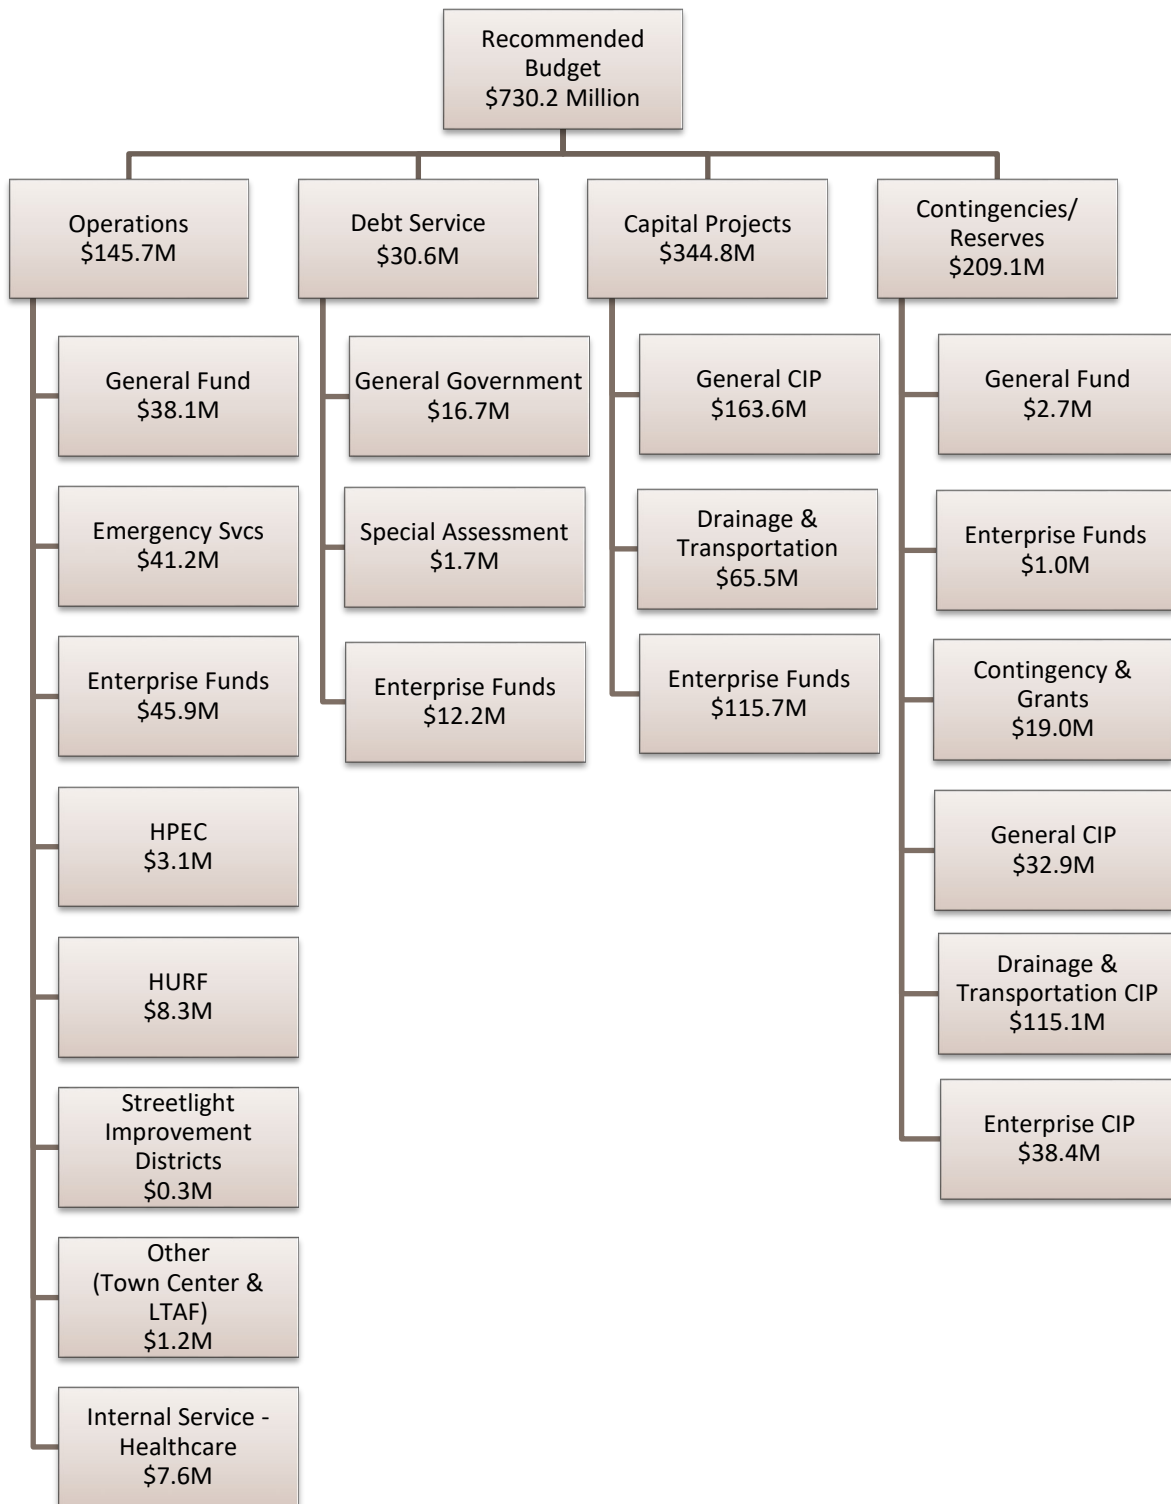 Recommended
Budget
$730.2 Million
Operations
$145.7M
General Fund
$38.1M
Emergency Svcs
$41.2M
Enterprise Funds
$45.9M
HPEC
$3.1M
HURF
$8.3M
Streetlight
Improvement
Districts
$0.3M
Other
(Town Center &
LTAF)
$1.2M
Internal Service -
Healthcare
$7.6M
Debt Service
$30.6M
General Government
$16.7M
Special Assessment
$1.7M
Enterprise Funds
$12.2M
Capital Projects
$344.8M
General CIP
$163.6M
Drainage &
Transportation
$65.5M
Enterprise Funds
$115.7M
Contingencies/
Reserves
$209.1M
General Fund
$2.7M
Enterprise Funds
$1.0M
Contingency &
Grants
$19.0M
General CIP
$32.9M
Drainage &
Transportation CIP
$115.1M
Enterprise CIP
$38.4M